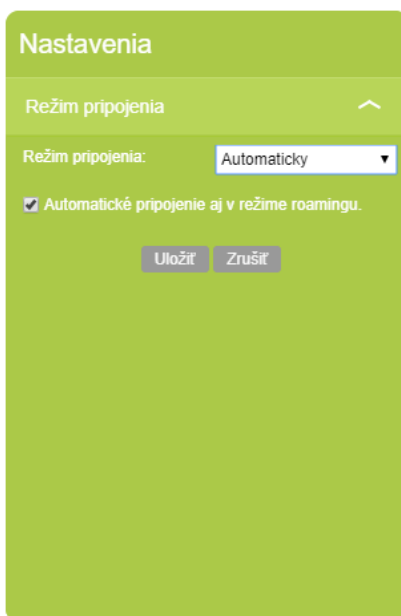 Nastavenia
Režim pripojenia
Režim pripojenia: Automaticky
Automatické pripojenie aj v režime roamingu.
Uložiť Zrušiť